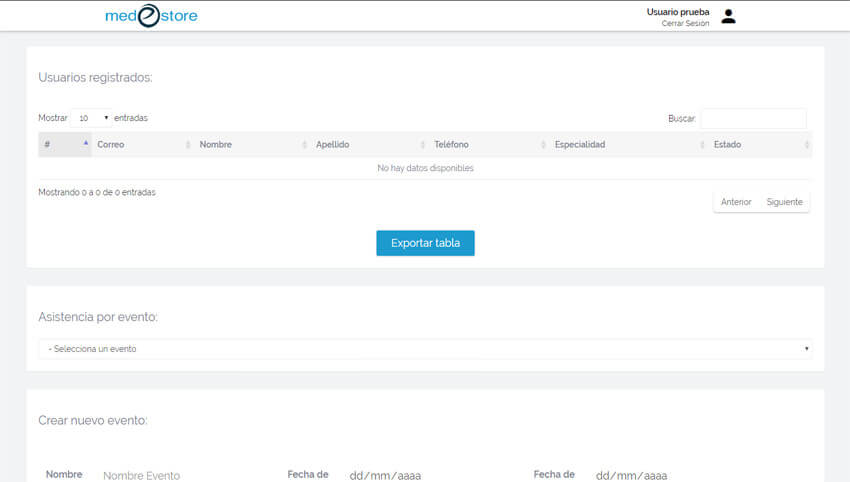 medestore
Usuario prueba
Cerrar Sesión
Usuarios registrados:
Mostrar 10 entradas
Buscar:
# Correo Nombre Apellido Teléfono Especialidad Estado
No hay datos disponibles
Mostrando 0 a 0 de 0 entradas
Anterior Siguiente
Exportar tabla
Asistencia por evento:
- Selecciona un evento
Crear nuevo evento:
Nombre Nombre Evento Fecha de dd/mm/aaaa Fecha de dd/mm/aaaa